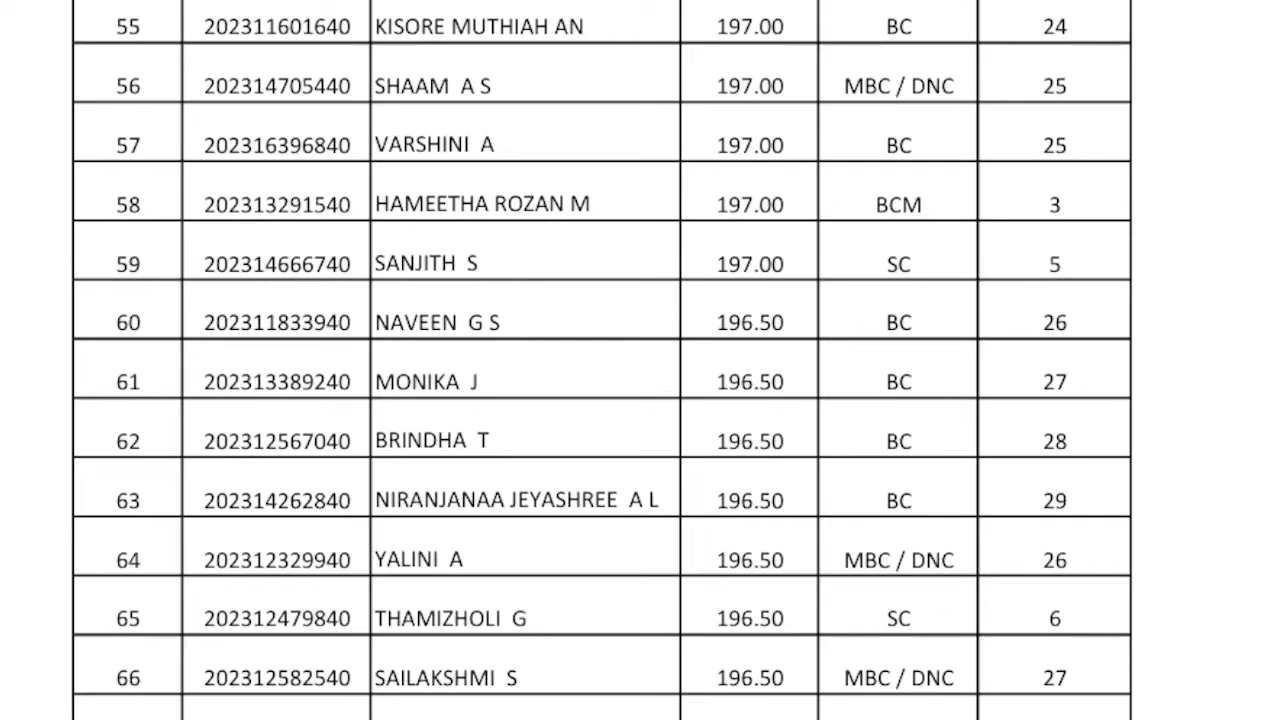 55 202311601640 KISORE MUTHIAH AN 197.00 BC 24
56 202314705440 SHAAM A S 197.00 MBC / DNC 25
57 202316396840 VARSHINI A 197.00 BC 25
58 202313291540 HAMEETHA ROZAN M 197.00 BCM 3
59 202314666740 SANJITH S 197.00 SC 5
60 202311833940 NAVEEN G S 196.50 BC 26
61 202313389240 MONIKA J 196.50 BC 27
62 202312567040 BRINDHA T 196.50 BC 28
63 202314262840 NIRANJANAA JEYASHREE A L 196.50 BC 29
64 202312329940 YALINI A 196.50 MBC / DNC 26
65 202312479840 THAMIZHOLI G 196.50 SC 6
66 202312582540 SAILAKSHMI S 196.50 MBC / DNC 27